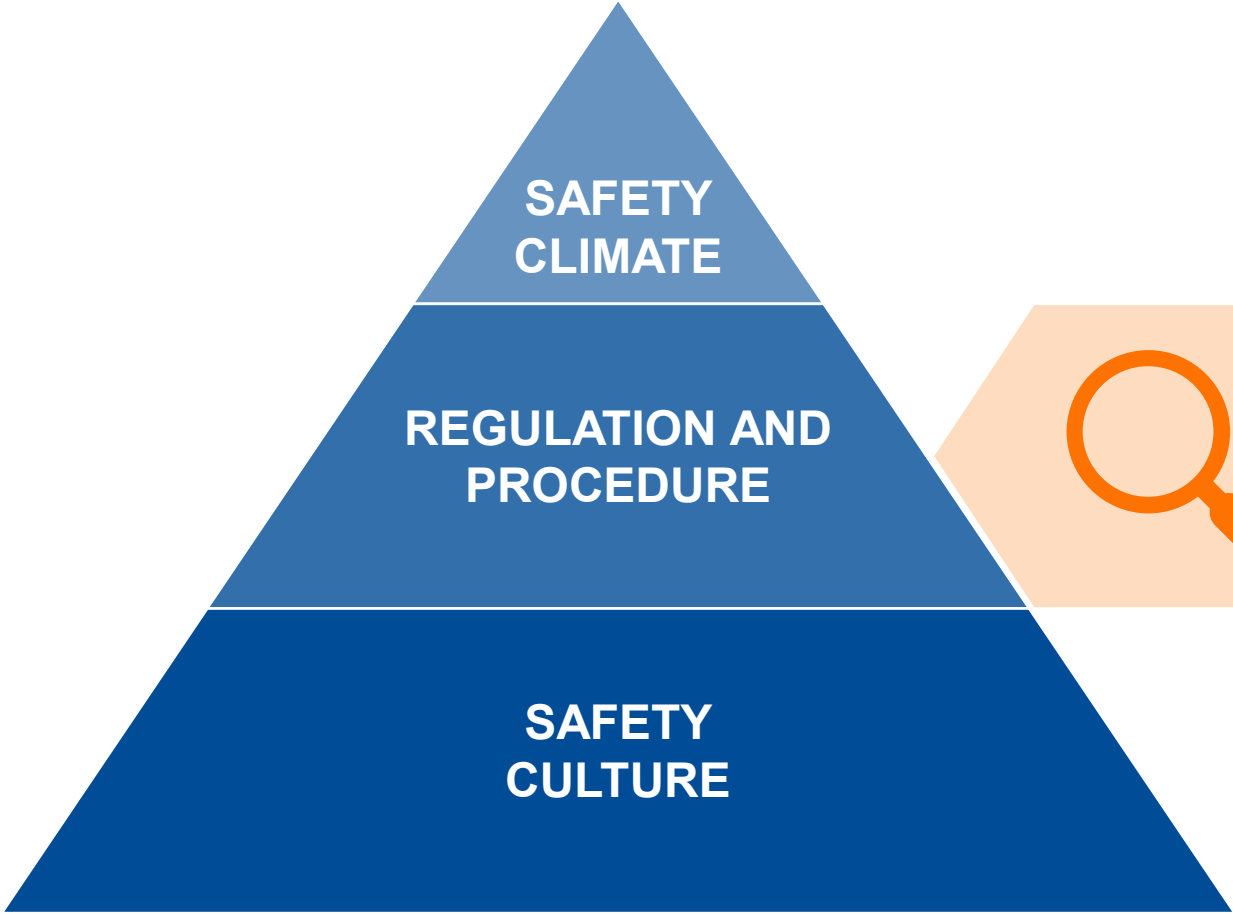 SAFETY
CLIMATE
REGULATION AND
PROCEDURE
SAFETY
CULTURE